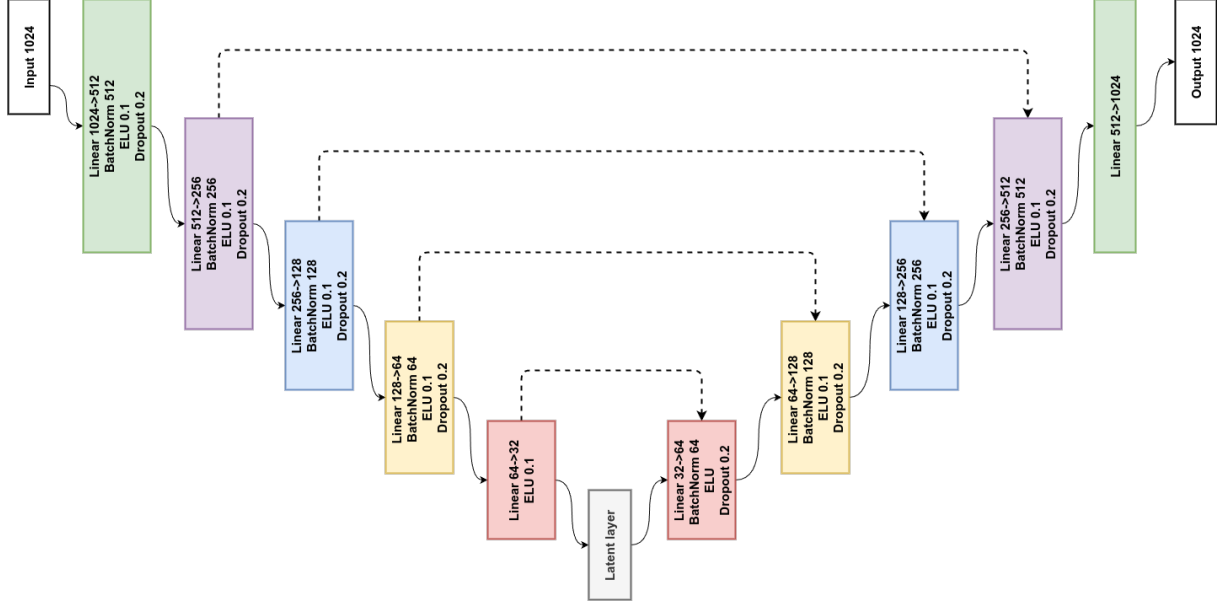 Input 1024
Linear 1024->512
BatchNorm 512
ELU 0.1
Dropout 0.2
Linear 512->256
BatchNorm 256
ELU 0.1
Dropout 0.2
Linear 256->128
BatchNorm 128
ELU 0.1
Dropout 0.2
Linear 128->64
BatchNorm 64
ELU 0.1
Dropout 0.2
Linear 64->32
ELU 0.1
Latent layer
Linear 32->64
BatchNorm 64
ELU
Dropout 0.2
Linear 64->128
BatchNorm 128
ELU 0.1
Dropout 0.2
Linear 128->256
BatchNorm 256
ELU 0.1
Dropout 0.2
Linear 256->512
BatchNorm 512
ELU 0.1
Dropout 0.2
Linear 512->1024
Output 1024